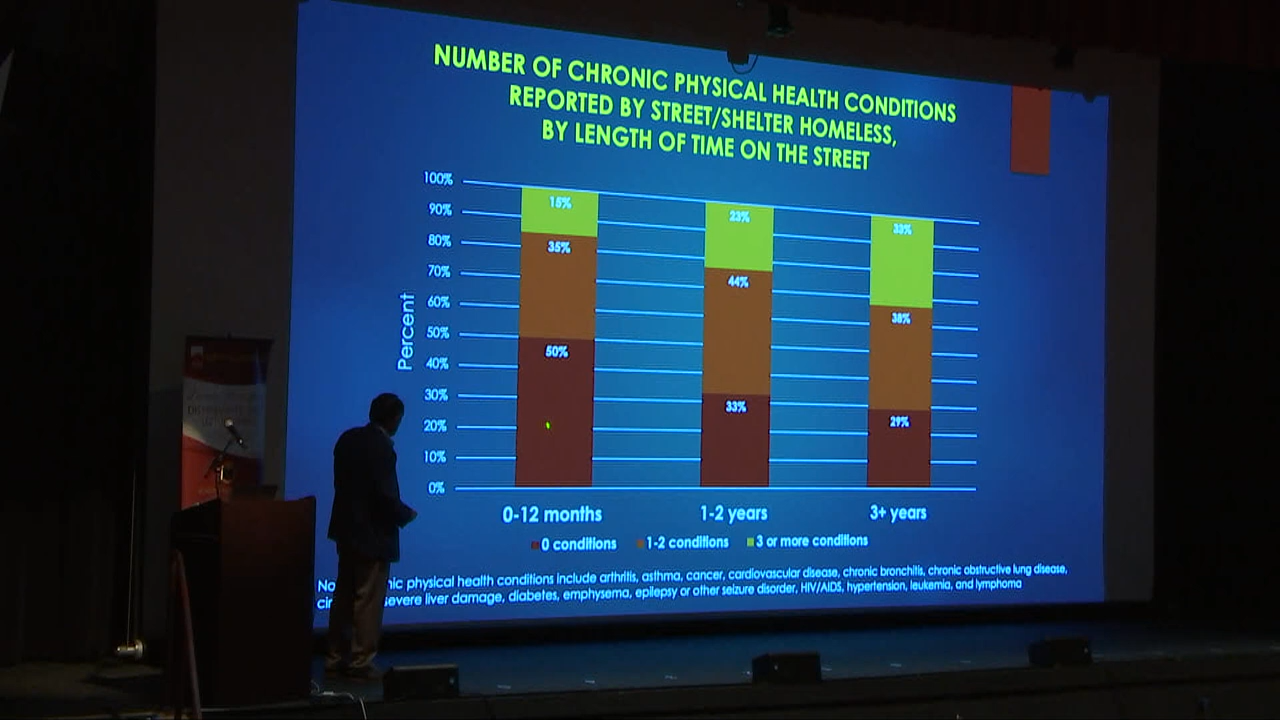 NUMBER OF CHRONIC PHYSICAL HEALTH CONDITIONS
REPORTED BY STREET/SHELTER HOMELESS,
BY LENGTH OF TIME ON THE STREET
100%
90%
80%
70%
60%
50%
40%
30%
20%
10%
0%
Percent
15%
35%
50%
23%
44%
33%
33%
38%
29%
0-12 months
1-2 years
3+ years
0 conditions
1-2 conditions
3 or more conditions
physical health conditions include arthritis, asthma, cancer, cardiovascular disease, chronic bronchitis, chronic obstructive lung disease,
severe liver damage, diabetes, emphysema, epilepsy or other seizure disorder, HIV/AIDS, hypertension, leukemia, and lymphoma